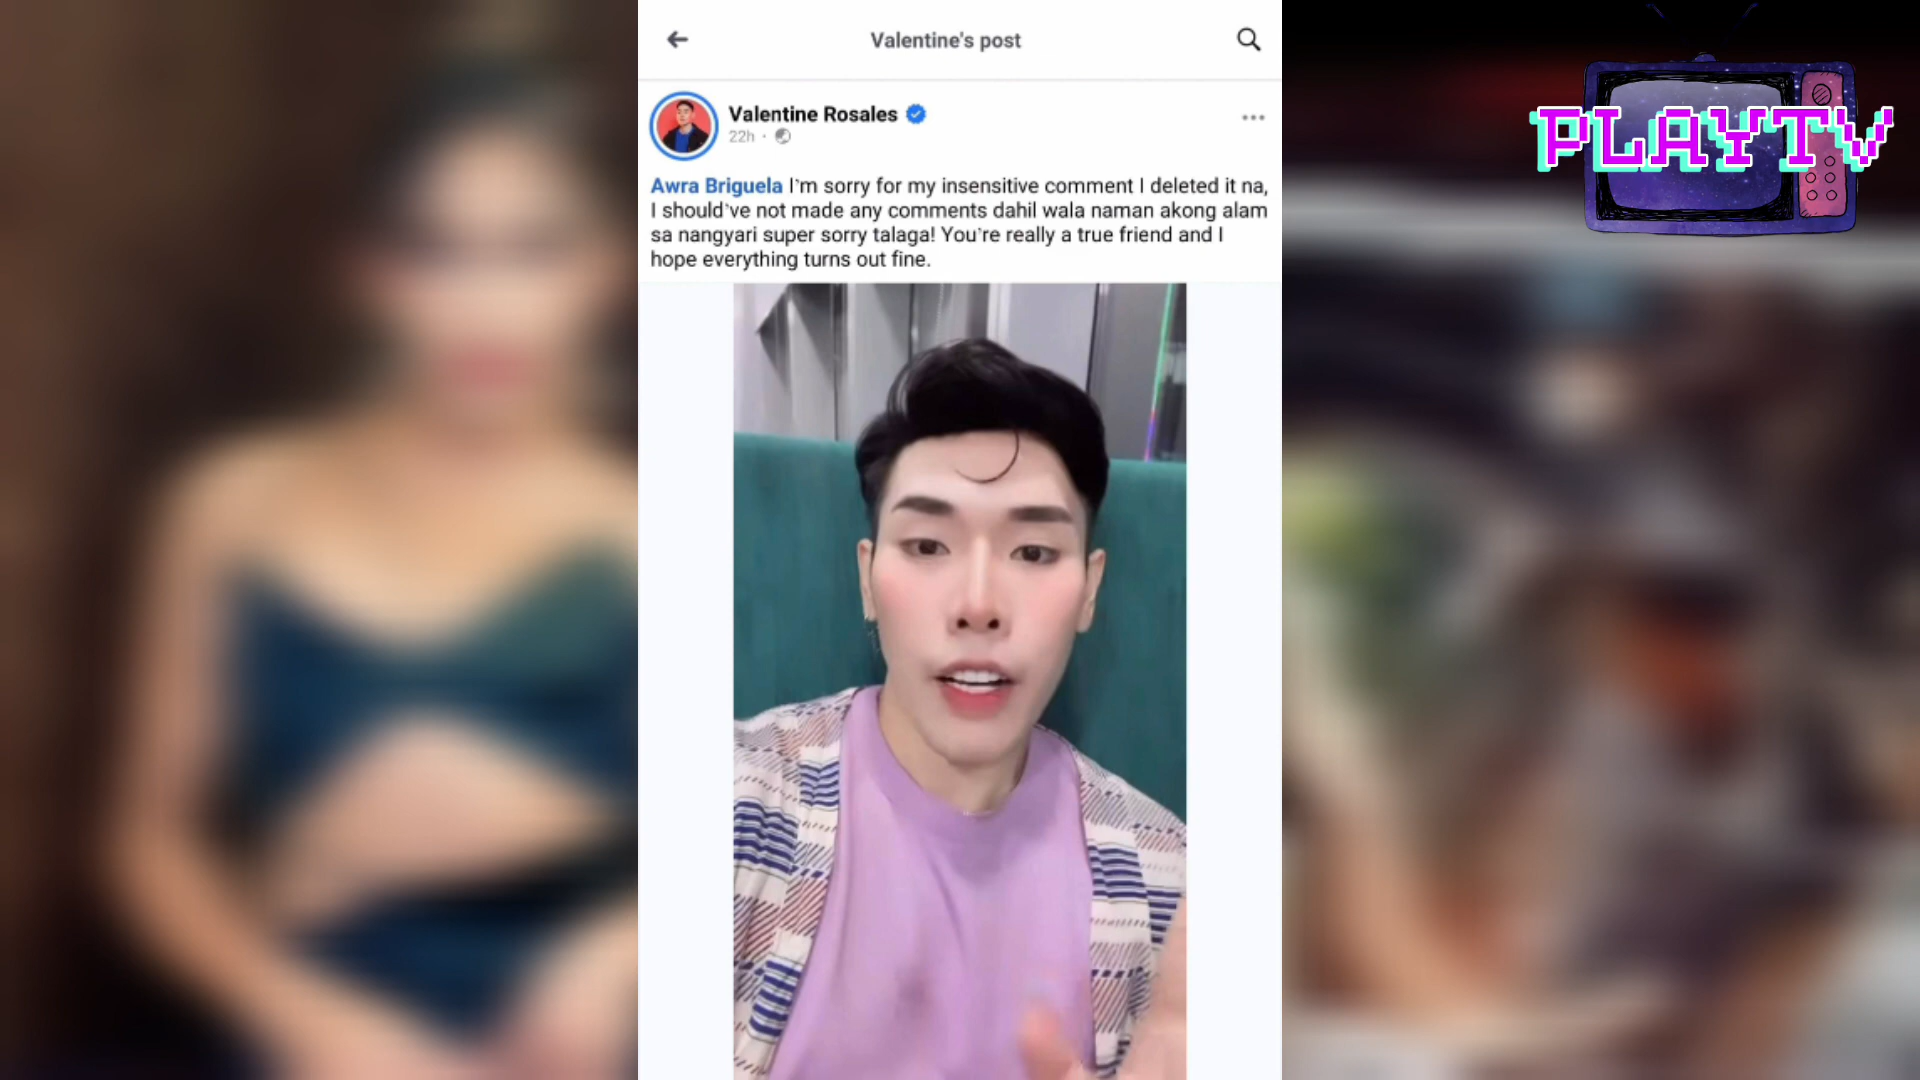 Valentine's post
PLAYTV
Valentine Rosales
22h ·
Awra Briguela I'm sorry for my insensitive comment I deleted it na,
I should've not made any comments dahil wala naman akong alam
sa nangyari super sorry talaga! You're really a true friend and I
hope everything turns out fine.